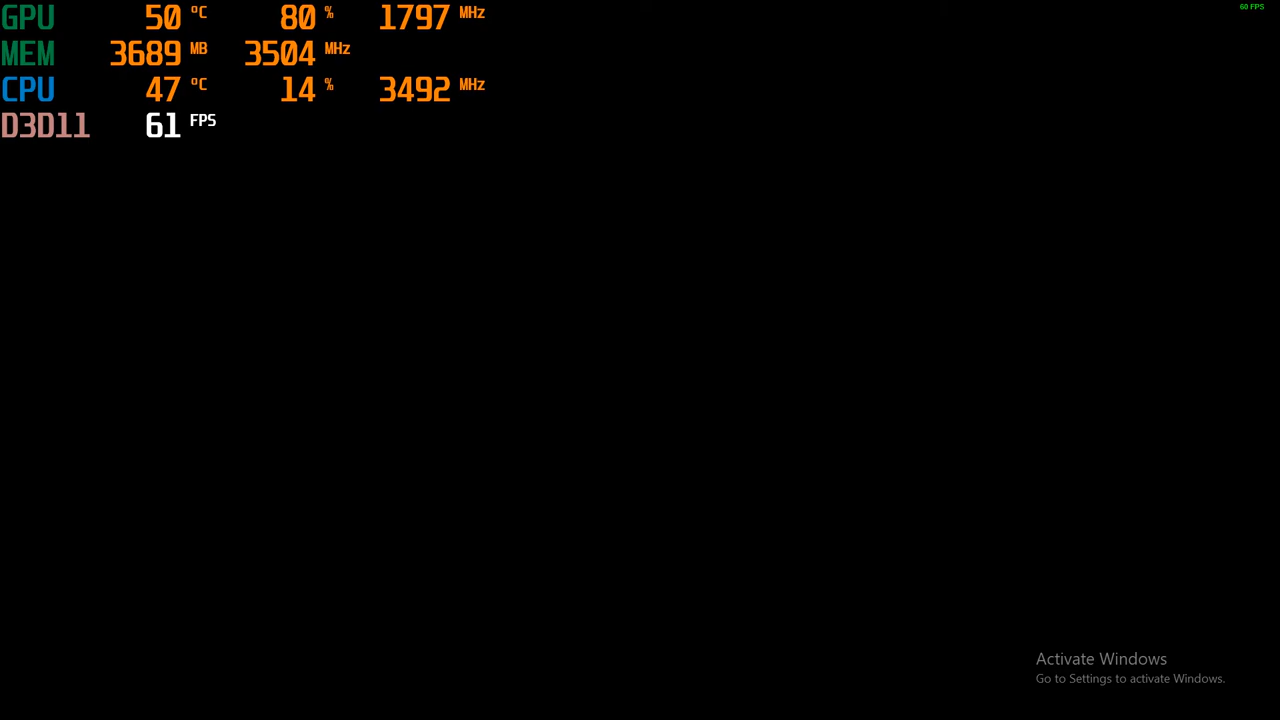 GPU 50 °C 80 % 1797 MHz
60 FPS
MEM 3689 MB 3504 MHz
CPU 47 °C 14 % 3492 MHz
D3D11 61 FPS
Activate Windows
Go to Settings to activate Windows.